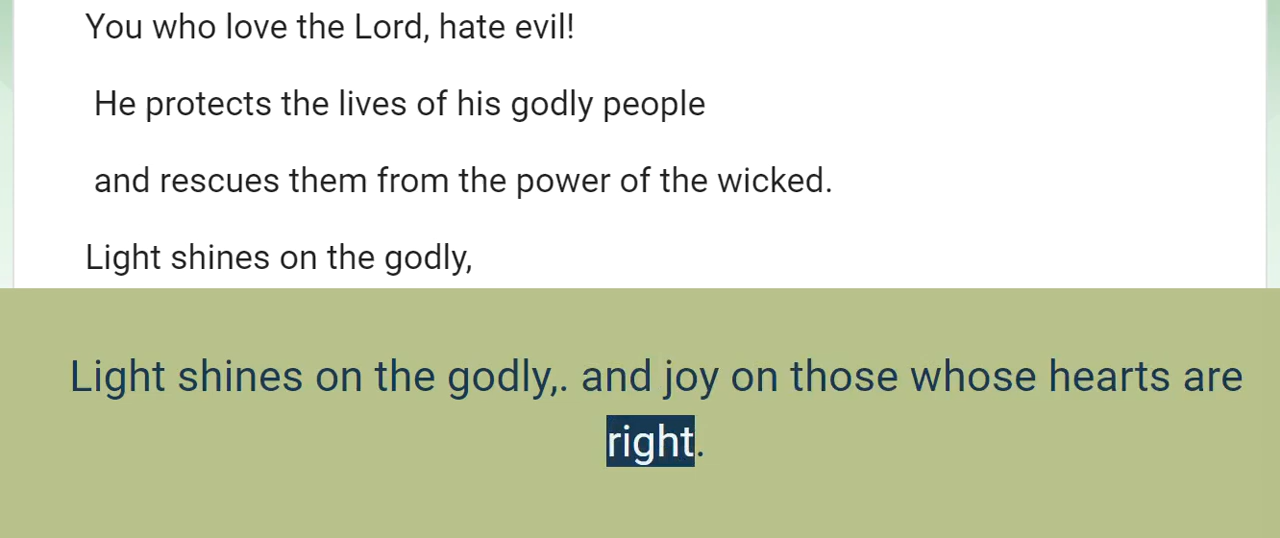 You who love the Lord, hate evil!
He protects the lives of his godly people
and rescues them from the power of the wicked.
Light shines on the godly,
Light shines on the godly,. and joy on those whose hearts are
right.